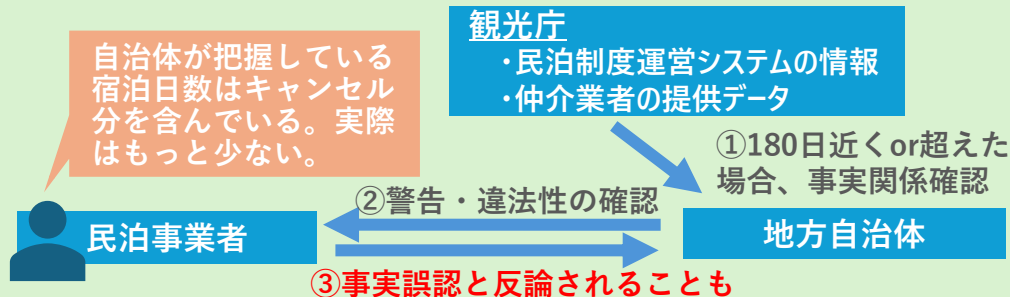 観光庁
・民泊制度運営システムの情報
・仲介業者の提供データ
自治体が把握している
宿泊日数はキャンセル
分を含んでいる。実際
はもっと少ない。
①180日近くor超えた
場合、事実関係確認
②警告・違法性の確認
民泊事業者
地方自治体
③事実誤認と反論されることも